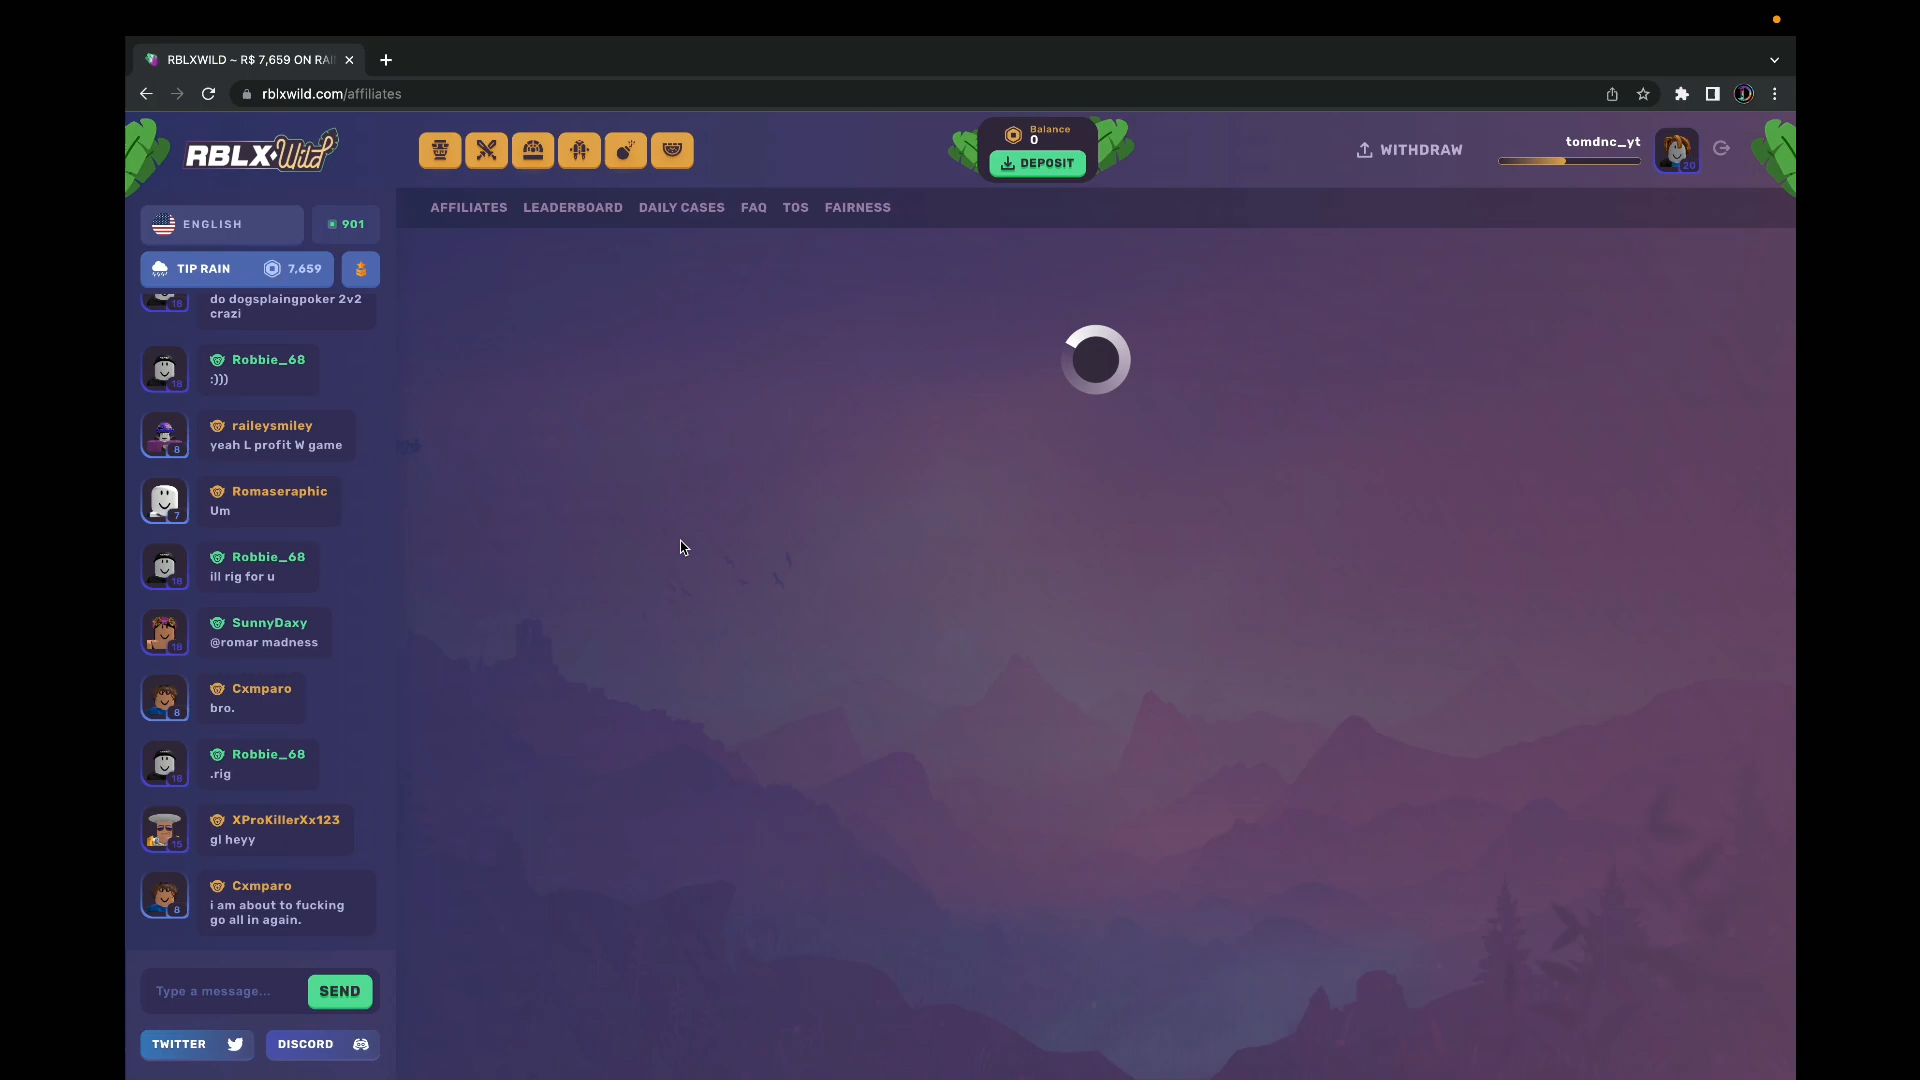 RBLXWILD ~ R$ 7,659 ON RAI
rblxwild.com/affiliates
RBLX Wild
Balance
0
DEPOSIT
WITHDRAW
tomdnc_yt
20
AFFILIATES LEADERBOARD DAILY CASES FAQ TOS FAIRNESS
ENGLISH
901
TIP RAIN 7,659
18
do dogsplaingpoker 2v2
crazi
Robbie_68
:)))
18
raileysmiley
yeah L profit W game
8
Romaseraphic
Um
7
Robbie_68
ill rig for u
18
SunnyDaxy
@romar madness
18
Cxmparo
bro.
8
Robbie_68
.rig
18
XProKillerXx123
gl heyy
15
Cxmparo
i am about to fucking
go all in again.
8
Type a message...
SEND
TWITTER
DISCORD